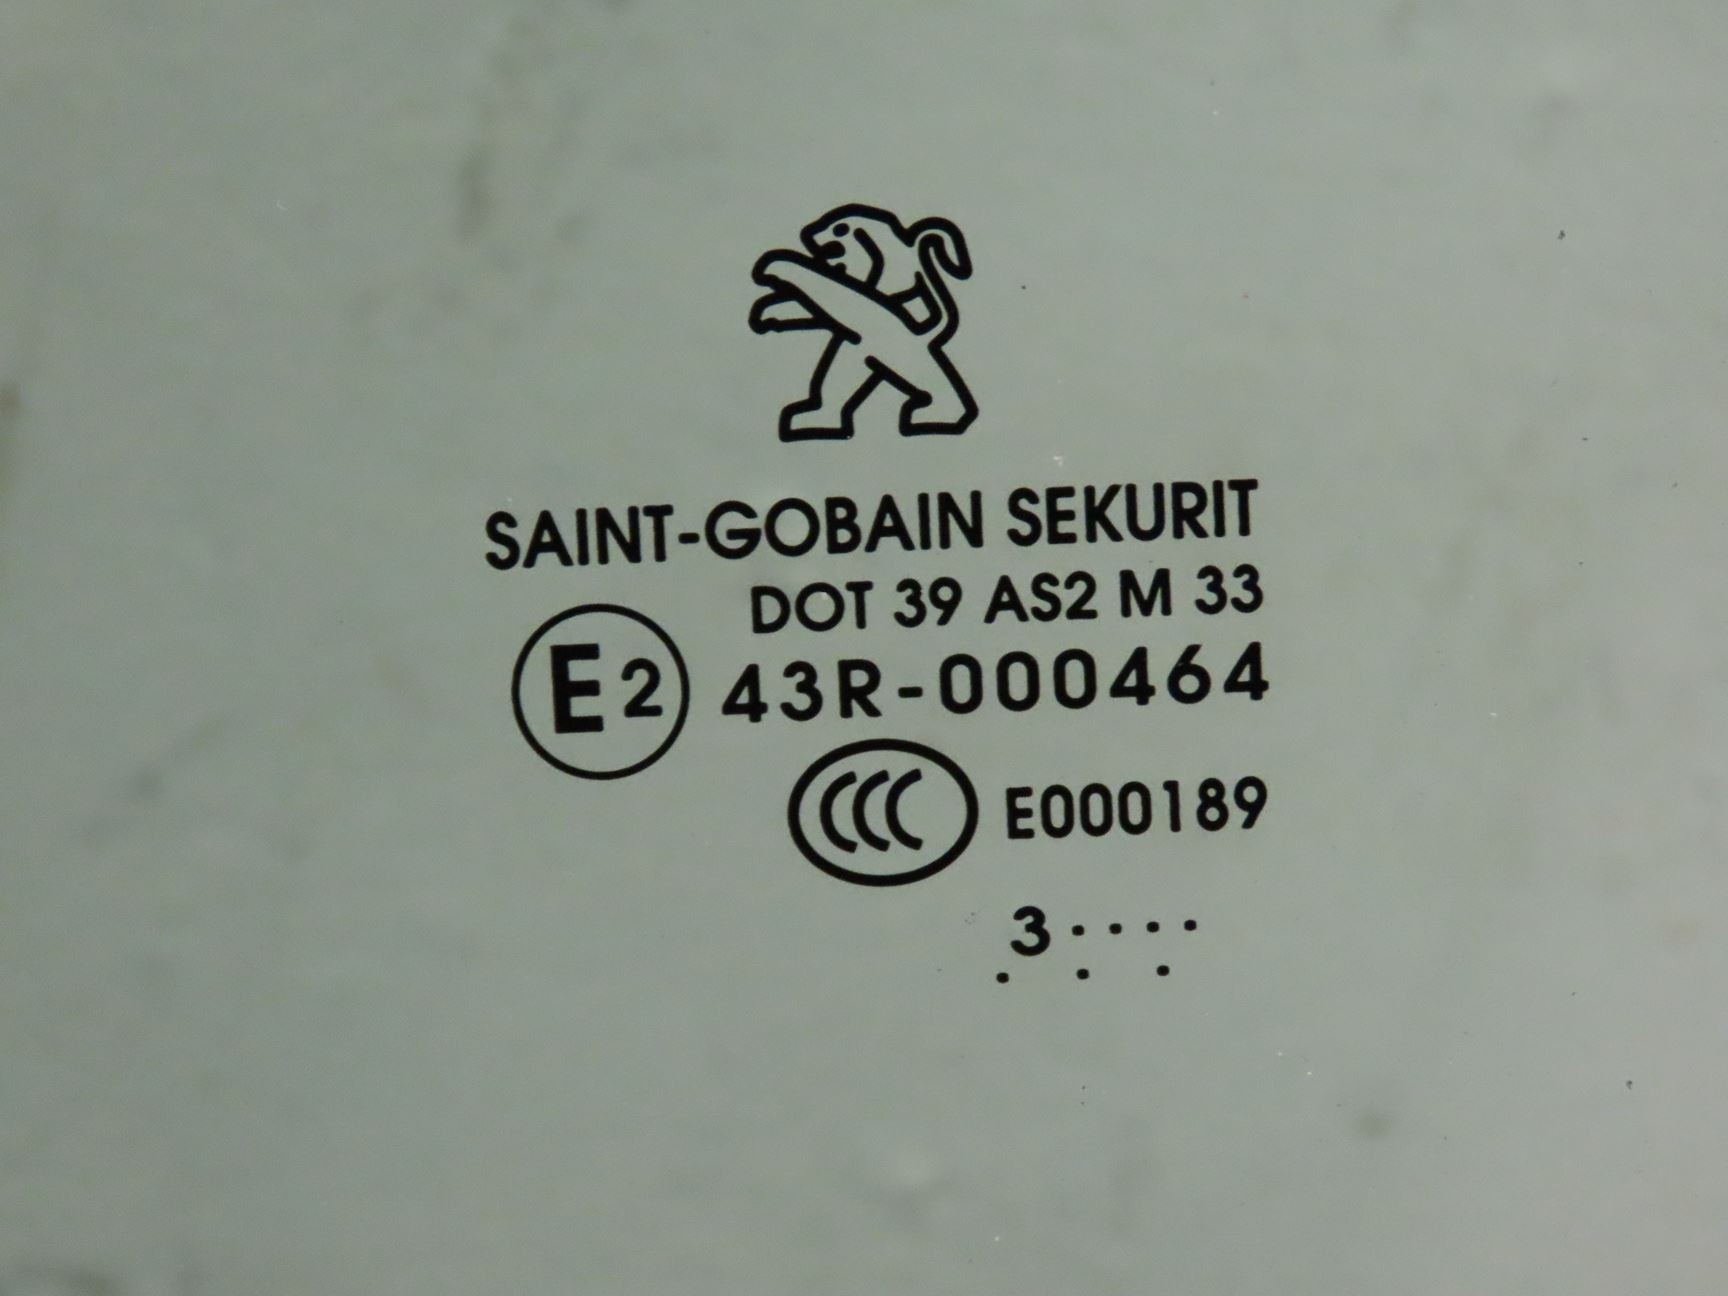 SAINT-GOBAIN SEKURIT
DOT 39 AS2 M 33
E2 43R-000464
CCC E000189
3····
. . .